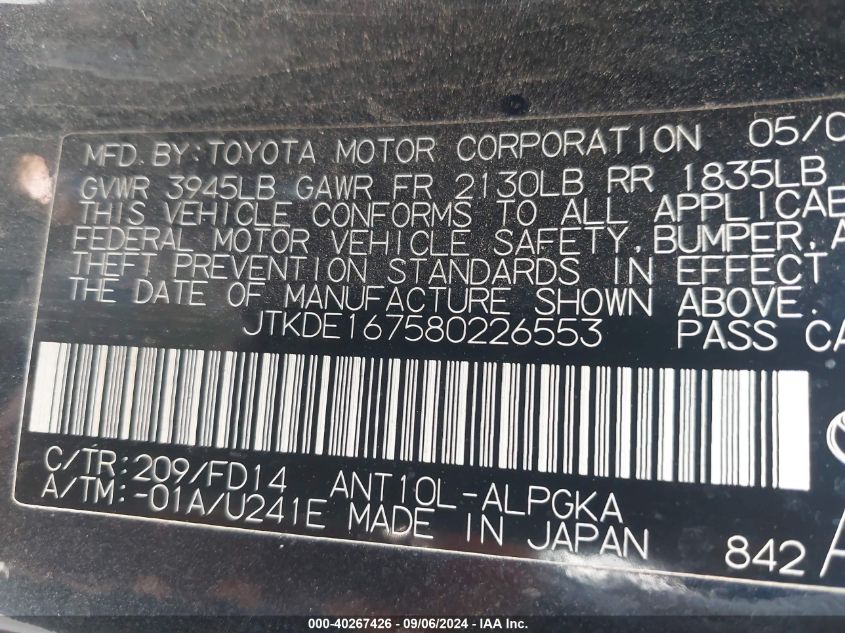 MFD. BY: TOYOTA MOTOR CORPORATION 05/0
GVWR 3945LB GAWR FR 2130LB RR 1835LB
THIS VEHICLE CONFORMS TO ALL APPLICAB
FEDERAL MOTOR VEHICLE SAFETY, BUMPER, A
THEFT PREVENTION STANDARDS IN EFFECT
THE DATE OF MANUFACTURE SHOWN ABOVE.
JTKDE167580226553 PASS CA
C/TR: 209/FD14 ANT10L-ALPGKA
A/TM: -01A/U241E MADE IN JAPAN 842
000-40267426 - 09/06/2024 - IAA Inc.